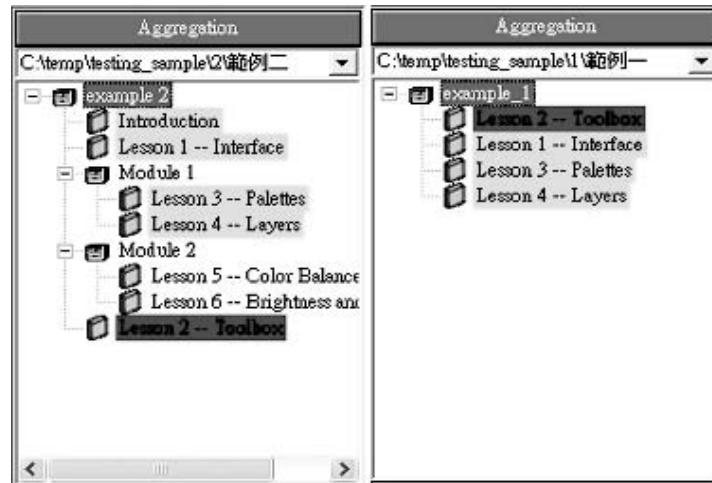 Aggregation
C:\temp\testing_sample\2\範例二
example 2
Introduction
Lesson 1 -- Interface
Module 1
Lesson 3 -- Palettes
Lesson 4 -- Layers
Module 2
Lesson 5 -- Color Balance
Lesson 6 -- Brightness and
Lesson 2 -- Toolbox
Aggregation
C:\temp\testing_sample\1\範例一
example_1
Lesson 2 -- Toolbox
Lesson 1 -- Interface
Lesson 3 -- Palettes
Lesson 4 -- Layers